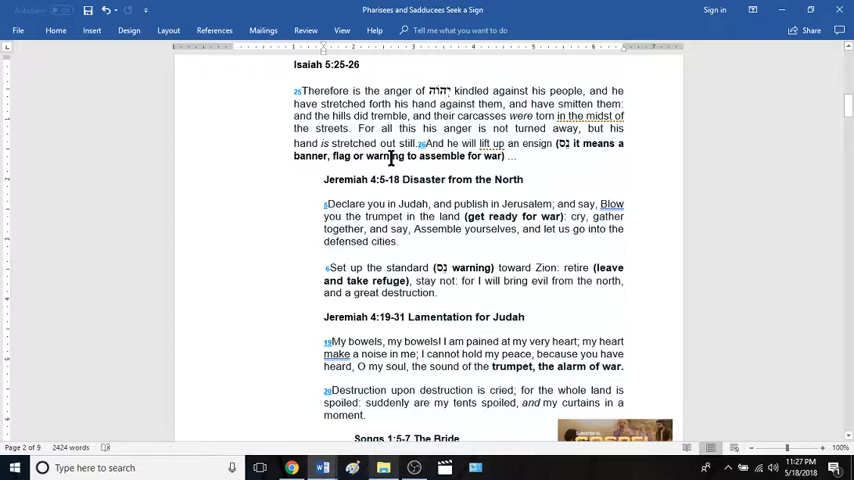 AutoSave Off
Pharisees and Sadducees Seek a Sign
Sign in
File Home Insert Design Layout References Mailings Review View Help Tell me what you want to do Share
Isaiah 5:25-26
25Therefore is the anger of יְהוָֹה kindled against his people, and he
have stretched forth his hand against them, and have smitten them:
and the hills did tremble, and their carcasses were torn in the midst of
the streets. For all this his anger is not turned away, but his
hand is stretched out still.26And he will lift up an ensign (נֵס it means a
banner, flag or warning to assemble for war) …
Jeremiah 4:5-18 Disaster from the North
5Declare you in Judah, and publish in Jerusalem; and say, Blow
you the trumpet in the land (get ready for war): cry, gather
together, and say, Assemble yourselves, and let us go into the
defensed cities.
6Set up the standard (נֵס warning) toward Zion: retire (leave
and take refuge), stay not: for I will bring evil from the north,
and a great destruction.
Jeremiah 4:19-31 Lamentation for Judah
19My bowels, my bowels! I am pained at my very heart; my heart
make a noise in me; I cannot hold my peace, because you have
heard, O my soul, the sound of the trumpet, the alarm of war.
20Destruction upon destruction is cried; for the whole land is
spoiled: suddenly are my tents spoiled, and my curtains in a
moment.
Songs 1:5-7 The Bride
Page 2 of 9 2424 words 100%
Type here to search
11:27 PM
5/18/2018